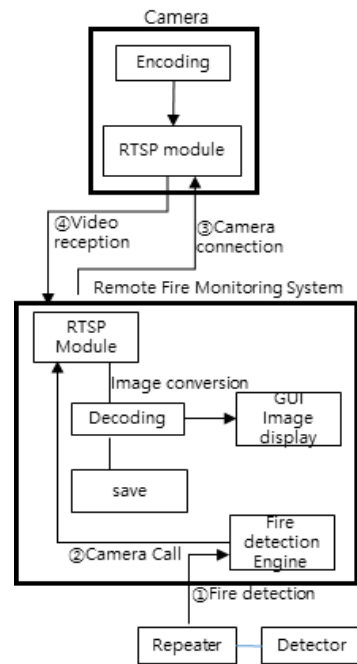 Camera
Encoding
RTSP module
④Video
reception
③Camera
connection
Remote Fire Monitoring System
RTSP
Module
Image conversion
Decoding
GUI
Image
display
save
Fire
detection
Engine
②Camera Call
①Fire detection
Repeater
Detector